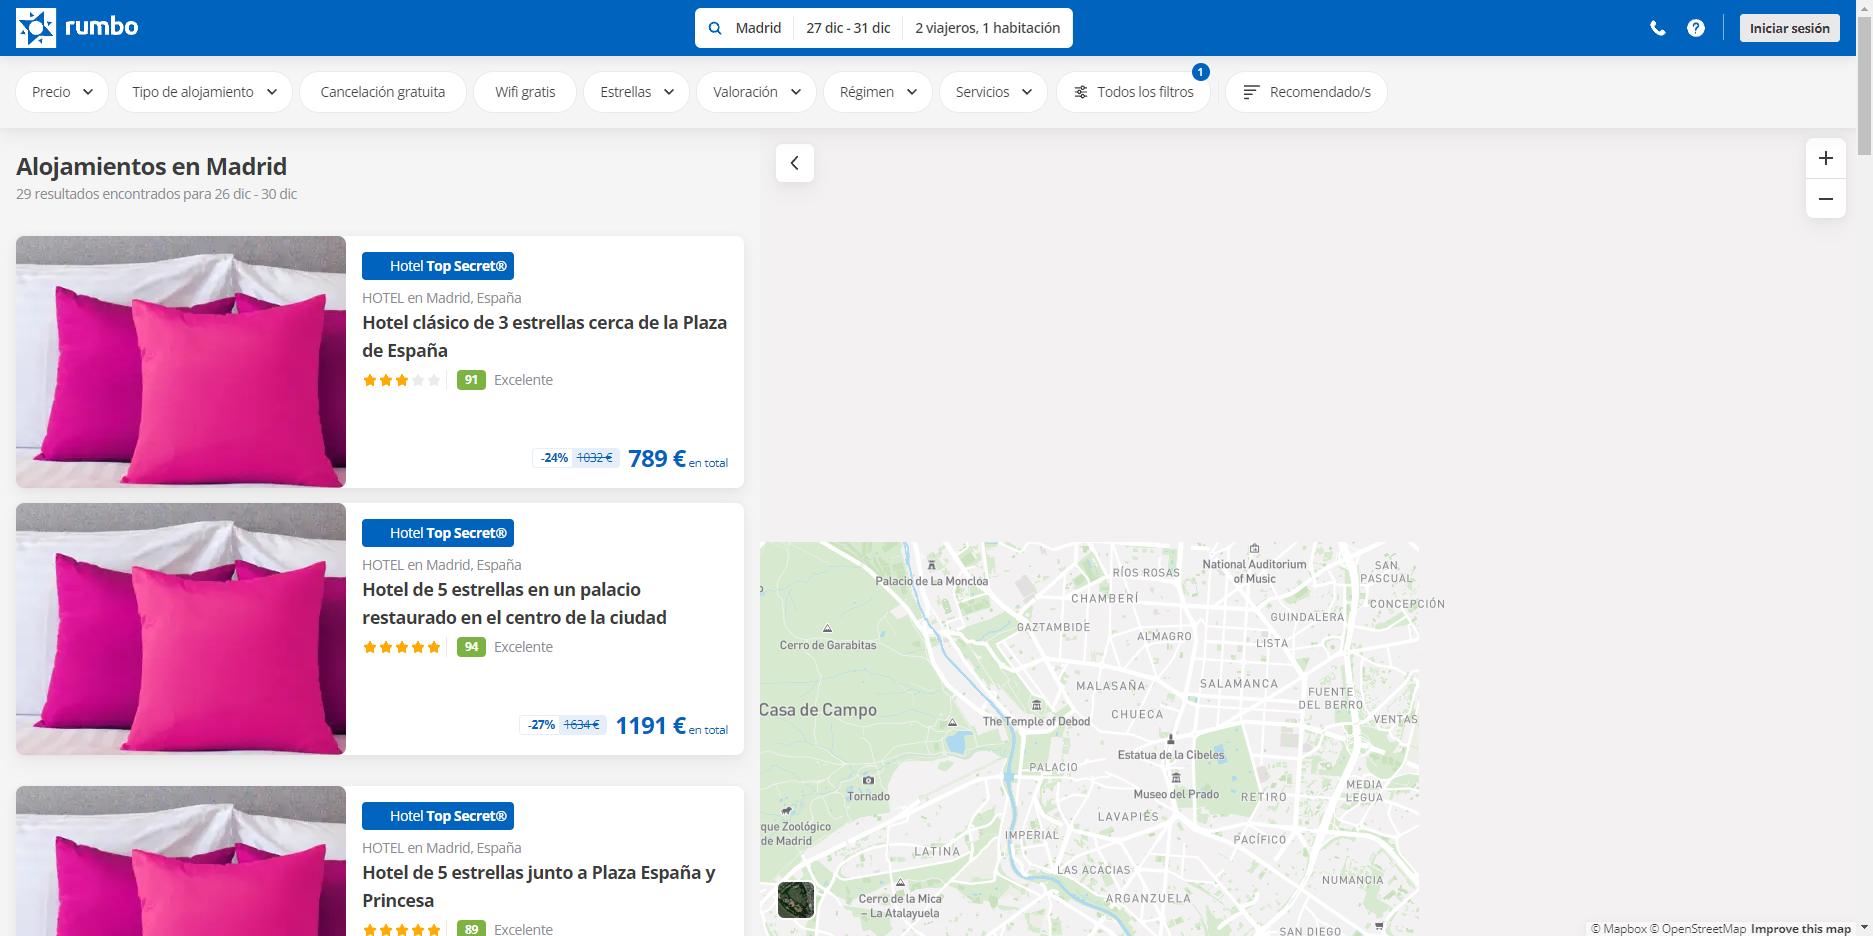 rumbo
Madrid
27 dic - 31 dic
2 viajeros, 1 habitación
?
Iniciar sesión
Precio
Tipo de alojamiento
Cancelación gratuita
Wifi gratis
Estrellas
Valoración
Régimen
Servicios
Todos los filtros
1
Recomendado/s
Alojamientos en Madrid
29 resultados encontrados para 26 dic - 30 dic
Hotel Top Secret®
HOTEL en Madrid, España
Hotel clásico de 3 estrellas cerca de la Plaza
de España
91 Excelente
-24% 1032 € 789 € en total
Hotel Top Secret®
HOTEL en Madrid, España
Hotel de 5 estrellas en un palacio
restaurado en el centro de la ciudad
94 Excelente
-27% 1634 € 1191 € en total
Hotel Top Secret®
HOTEL en Madrid, España
Hotel de 5 estrellas junto a Plaza España y
Princesa
89 Excelente
+
−
Palacio de La Moncloa
RÍOS ROSAS
National Auditorium
of Music
SAN
PASCUAL
CHAMBERÍ
CONCEPCIÓN
GAZTAMBIDE
GUINDALERA
ALMAGRO
Cerro de Garabitas
LISTA
MALASAÑA
SALAMANCA
FUENTE
DEL BERRO
Casa de Campo
The Temple of Debod
CHUECA
VENTAS
Estatua de la Cibeles
PALACIO
Tornado
Museo del Prado
RETIRO
MEDIA
LEGUA
LAVAPIÉS
rque Zoológico
de Madrid
IMPERIAL
PACÍFICO
LATINA
LAS ACACIAS
NUMANCIA
Cerro de la Mica
– La Atalayuela
ARGANZUELA
SAN DIEGO
© Mapbox © OpenStreetMap Improve this map